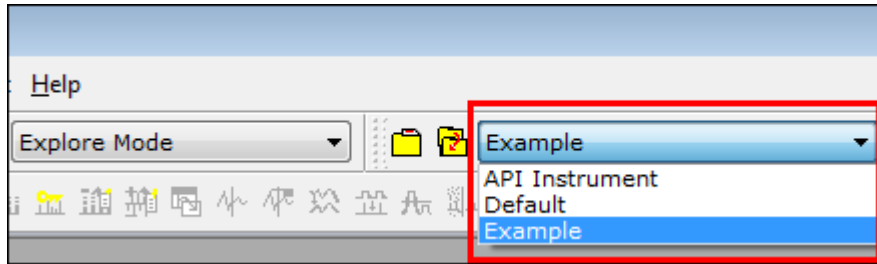 Help
Explore Mode
Example
API Instrument
Default
Example